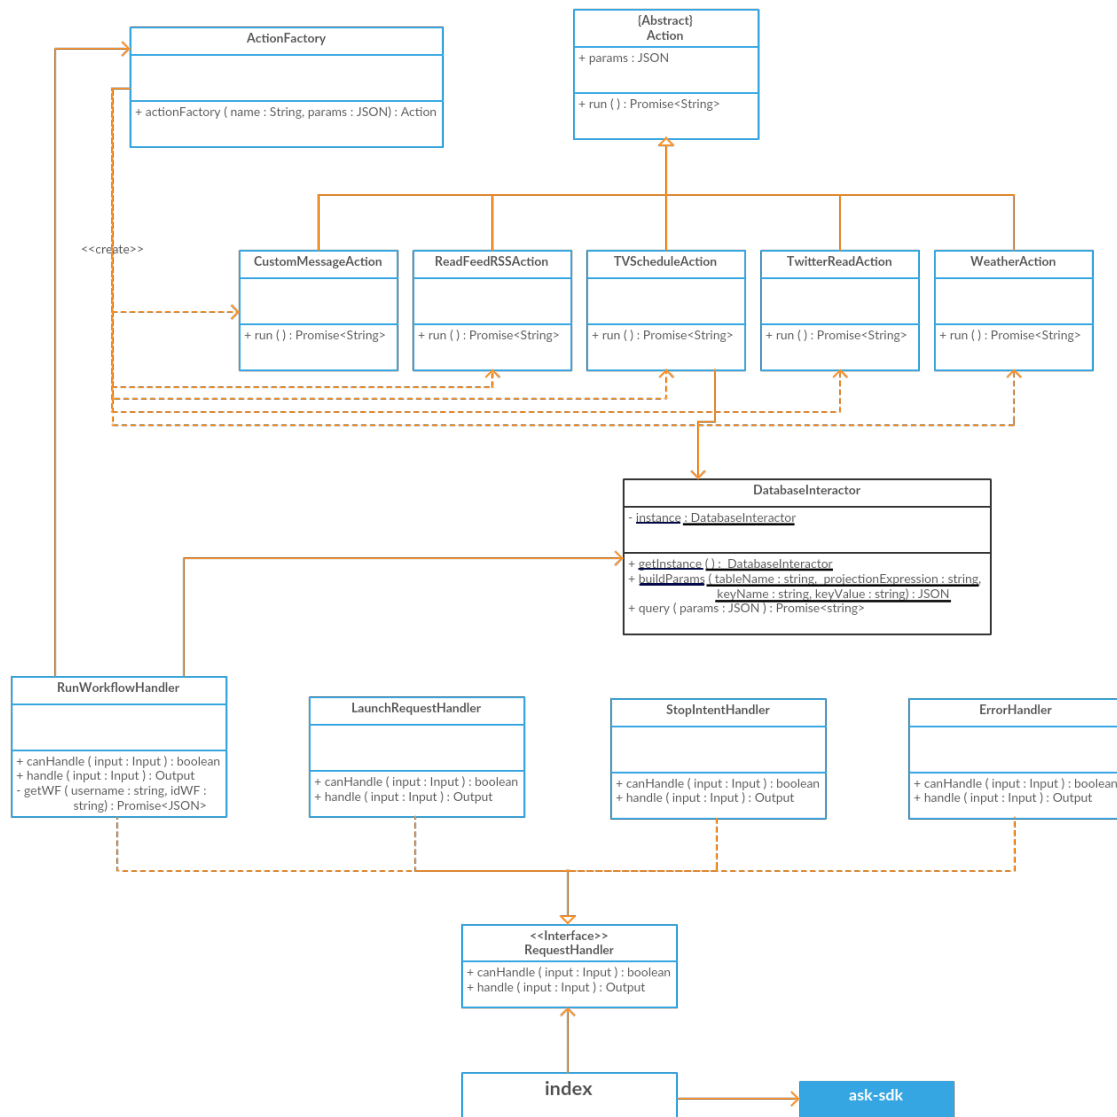 {Abstract}
Action
+ params : JSON
+ run ( ) : Promise<String>
ActionFactory
+ actionFactory ( name : String, params : JSON) : Action
<<create>>
CustomMessageAction
+ run ( ) : Promise<String>
ReadFeedRSSAction
+ run ( ) : Promise<String>
TVScheduleAction
+ run ( ) : Promise<String>
TwitterReadAction
+ run ( ) : Promise<String>
WeatherAction
+ run ( ) : Promise<String>
DatabaseInteractor
- instance : DatabaseInteractor
+ getInstance ( ) : DatabaseInteractor
+ buildParams ( tableName : string, projectionExpression : string,
keyName : string, keyValue : string) : JSON
+ query ( params : JSON ) : Promise<string>
RunWorkflowHandler
+ canHandle ( input : Input ) : boolean
+ handle ( input : Input ) : Output
- getWF ( username : string, idWF :
string) : Promise<JSON>
LaunchRequestHandler
+ canHandle ( input : Input ) : boolean
+ handle ( input : Input ) : Output
StopIntentHandler
+ canHandle ( input : Input ) : boolean
+ handle ( input : Input ) : Output
ErrorHandler
+ canHandle ( input : Input ) : boolean
+ handle ( input : Input ) : Output
<<Interface>>
RequestHandler
+ canHandle ( input : Input ) : boolean
+ handle ( input : Input ) : Output
index
ask-sdk